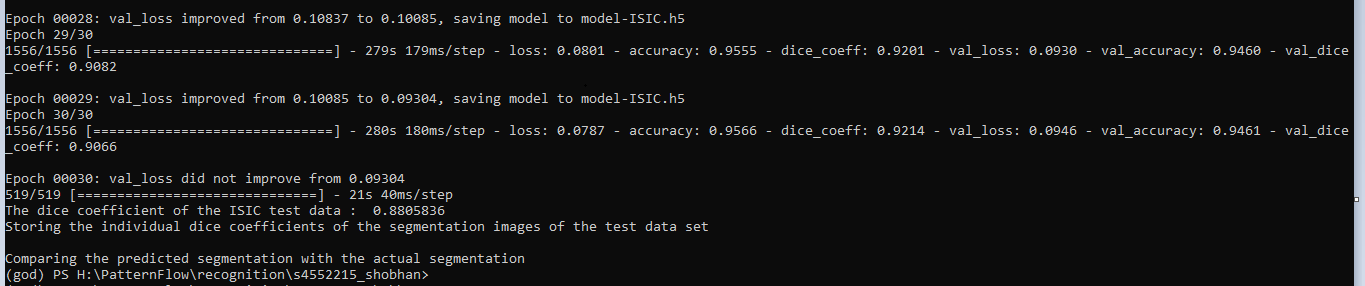 Epoch 00028: val_loss improved from 0.10837 to 0.10085, saving model to model-ISIC.h5
Epoch 29/30
1556/1556 [==============================] - 279s 179ms/step - loss: 0.0801 - accuracy: 0.9555 - dice_coeff: 0.9201 - val_loss: 0.0930 - val_accuracy: 0.9460 - val_dice
_coeff: 0.9082
Epoch 00029: val_loss improved from 0.10085 to 0.09304, saving model to model-ISIC.h5
Epoch 30/30
1556/1556 [==============================] - 280s 180ms/step - loss: 0.0787 - accuracy: 0.9566 - dice_coeff: 0.9214 - val_loss: 0.0946 - val_accuracy: 0.9461 - val_dice
_coeff: 0.9066
Epoch 00030: val_loss did not improve from 0.09304
519/519 [==============================] - 21s 40ms/step
The dice coefficient of the ISIC test data :  0.8805836
Storing the individual dice coefficients of the segmentation images of the test data set
Comparing the predicted segmentation with the actual segmentation
(god) PS H:\PatternFlow\recognition\s4552215_shobhan>